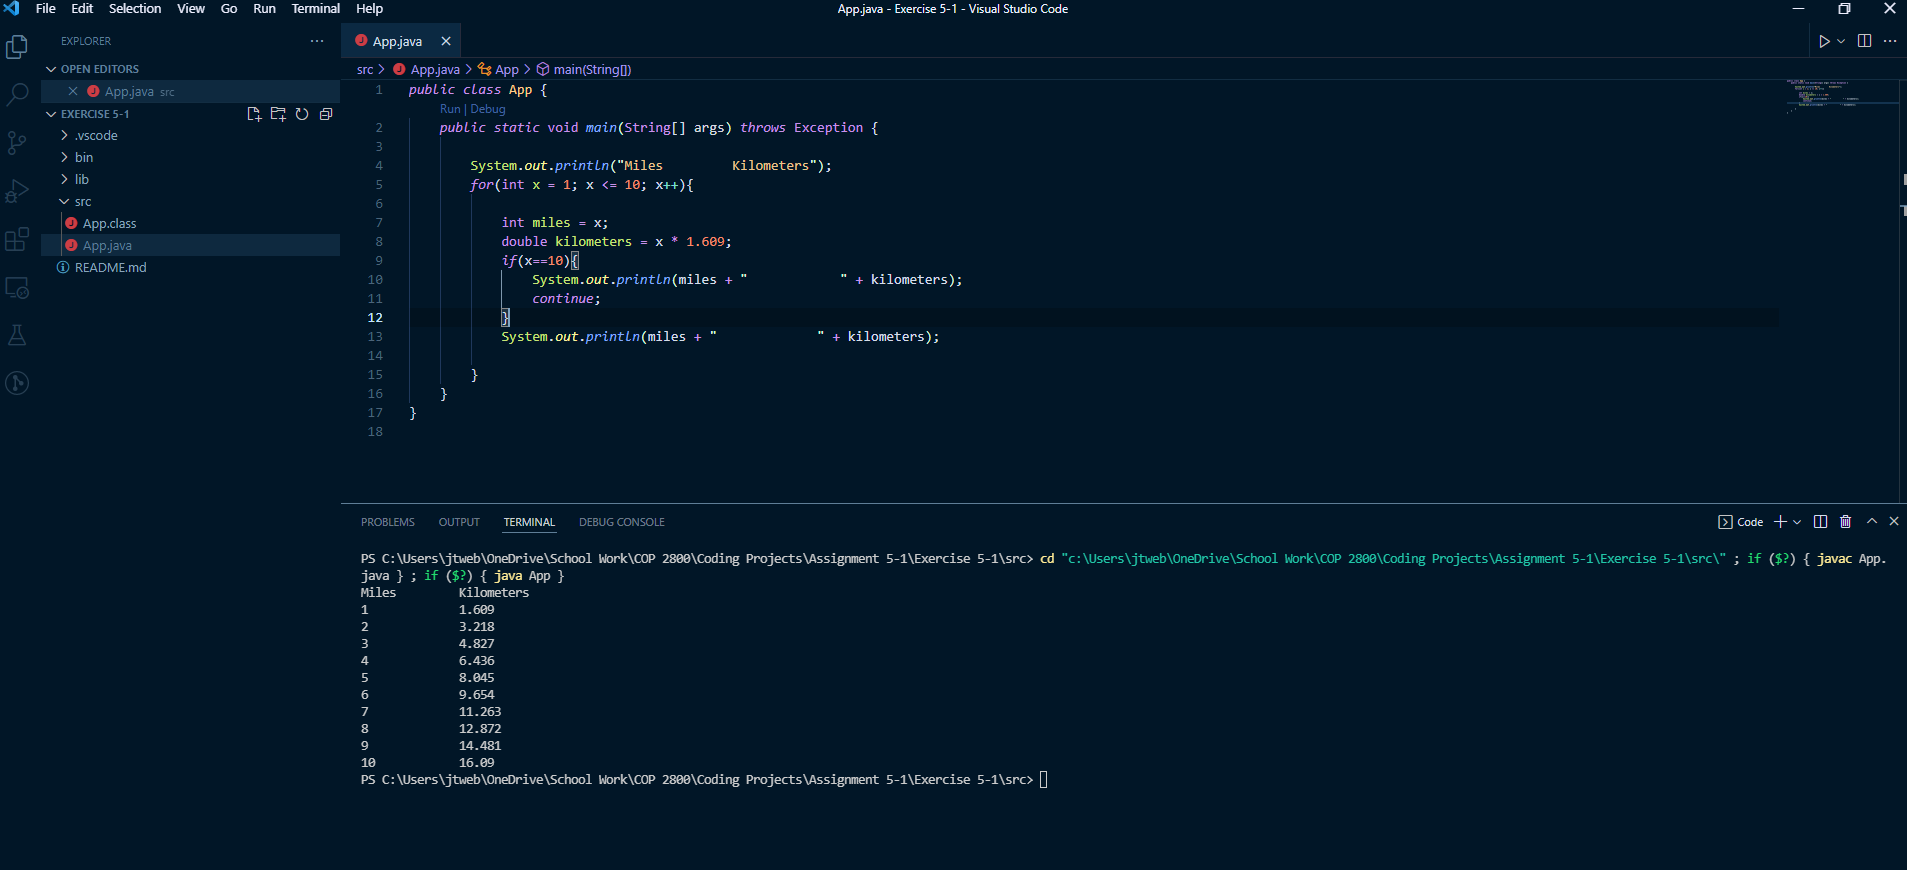 File Edit Selection View Go Run Terminal Help
App.java - Exercise 5-1 - Visual Studio Code
EXPLORER
OPEN EDITORS
App.java src
EXERCISE 5-1
.vscode
bin
lib
src
App.class
App.java
README.md
App.java
src > App.java > App > main(String[])
1 public class App {
Run | Debug
2     public static void main(String[] args) throws Exception {
3
4         System.out.println("Miles         Kilometers");
5         for(int x = 1; x <= 10; x++){
6
7             int miles = x;
8             double kilometers = x * 1.609;
9             if(x==10){
10                 System.out.println(miles + "            " + kilometers);
11                 continue;
12             }
13             System.out.println(miles + "             " + kilometers);
14
15         }
16     }
17 }
18
PROBLEMS OUTPUT TERMINAL DEBUG CONSOLE
Code
PS C:\Users\jtweb\OneDrive\School Work\COP 2800\Coding Projects\Assignment 5-1\Exercise 5-1\src> cd "c:\Users\jtweb\OneDrive\School Work\COP 2800\Coding Projects\Assignment 5-1\Exercise 5-1\src\" ; if ($?) { javac App.
java } ; if ($?) { java App }
Miles         Kilometers
1             1.609
2             3.218
3             4.827
4             6.436
5             8.045
6             9.654
7             11.263
8             12.872
9             14.481
10            16.09
PS C:\Users\jtweb\OneDrive\School Work\COP 2800\Coding Projects\Assignment 5-1\Exercise 5-1\src>